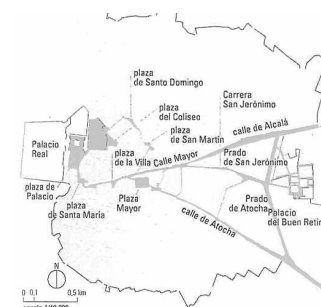 plaza
de Santo Domingo
plaza
del Coliseo
Carrera
San Jerónimo
plaza
de San Martín
calle de Alcalá
Palacio
Real
plaza
de la Villa
Calle Mayor
Prado
de San Jerónimo
plaza de
Palacio
plaza
de Santa María
Plaza
Mayor
calle de Atocha
Prado
de Atocha
Palacio
del Buen Retir
N
0 0,1 0,5 km